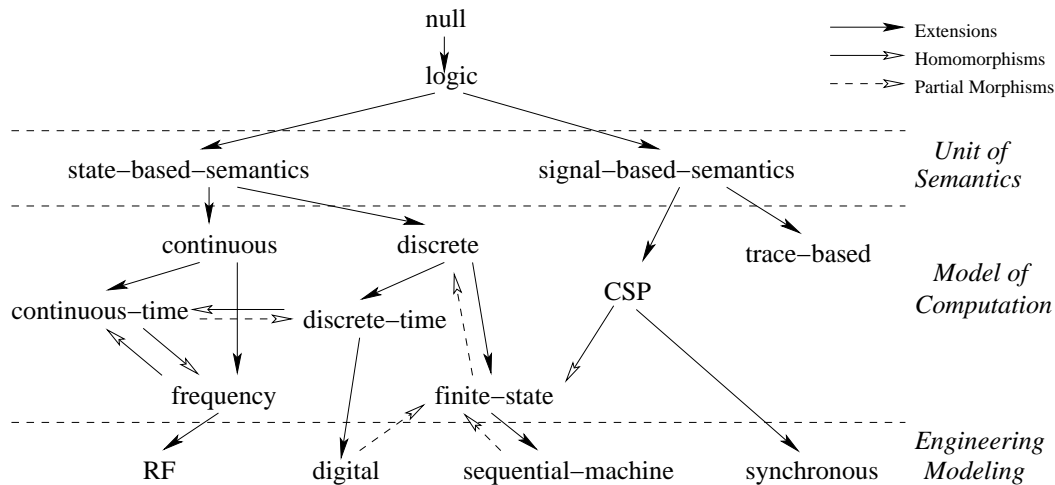 null
Extensions
Homomorphisms
Partial Morphisms
logic
Unit of
Semantics
state−based−semantics
signal−based−semantics
continuous
discrete
trace−based
Model of
Computation
continuous−time
discrete−time
CSP
frequency
finite−state
Engineering
Modeling
RF
digital
sequential−machine
synchronous